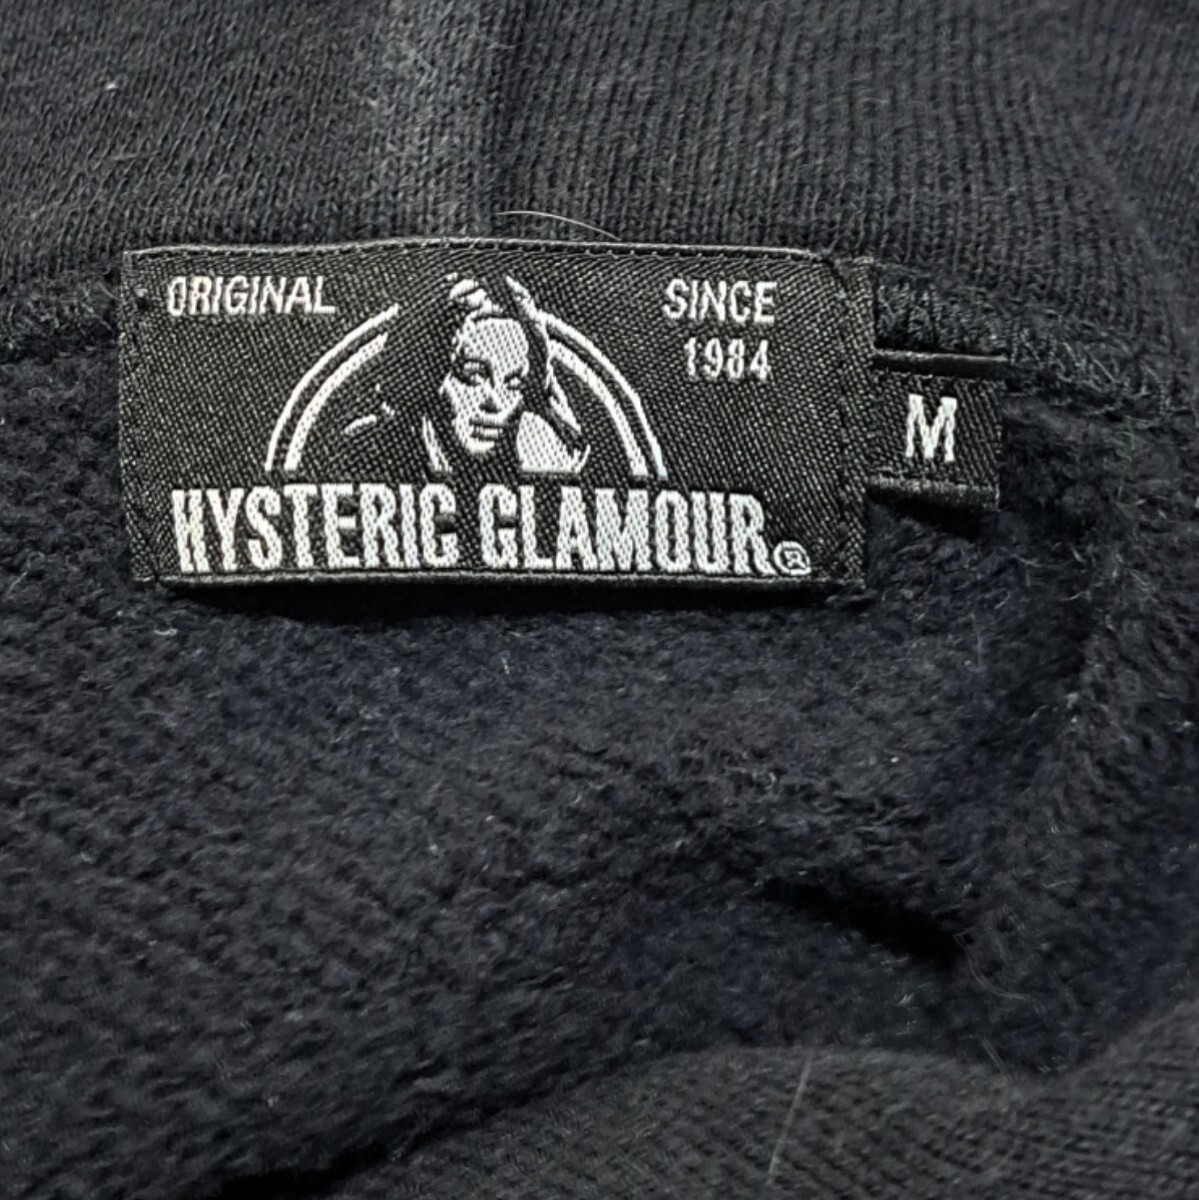 ORIGINAL
SINCE
1984
M
HYSTERIC GLAMOUR®